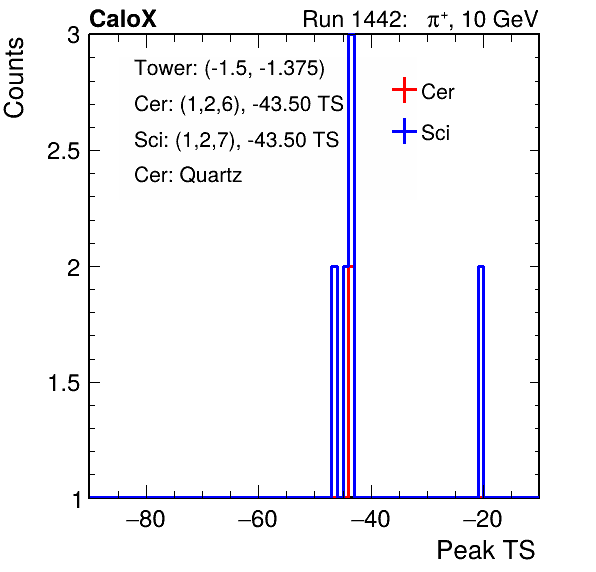 CaloX Run 1442: π⁺, 10 GeV
Counts
3
2.5
2
1.5
1
Tower: (-1.5, -1.375)
Cer: (1,2,6), -43.50 TS
Sci: (1,2,7), -43.50 TS
Cer: Quartz
Cer
Sci
−80 −60 −40 −20
Peak TS